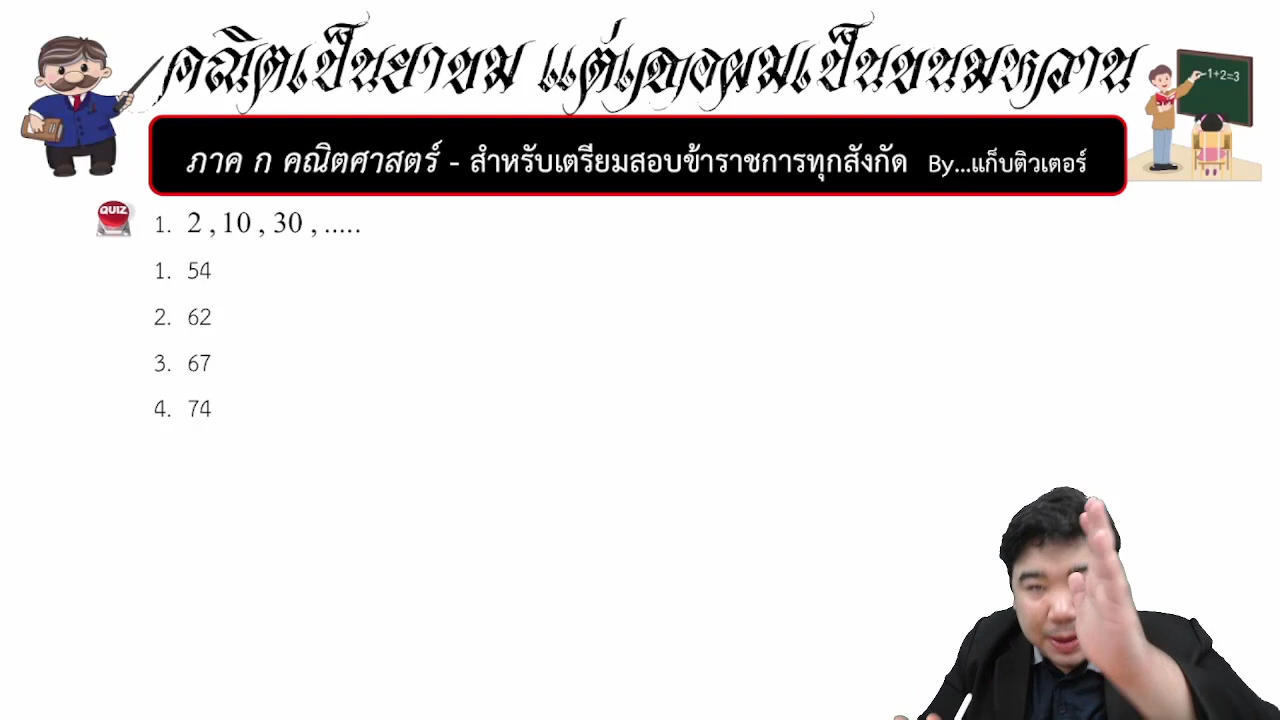 คณิตเป็นยาขม แต่เจอผมเป็นขนมหวาน
-1+2=3
ภาค ก คณิตศาสตร์ - สำหรับเตรียมสอบข้าราชการทุกสังกัด By...แก็บติวเตอร์
QUIZ
1. 2 , 10 , 30 , .....
1. 54
2. 62
3. 67
4. 74